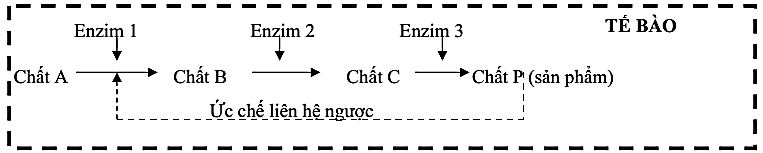 TẾ BÀO
Enzim 1 Enzim 2 Enzim 3
Chất A Chất B Chất C Chất P (sản phẩm)
Ức chế liên hệ ngược